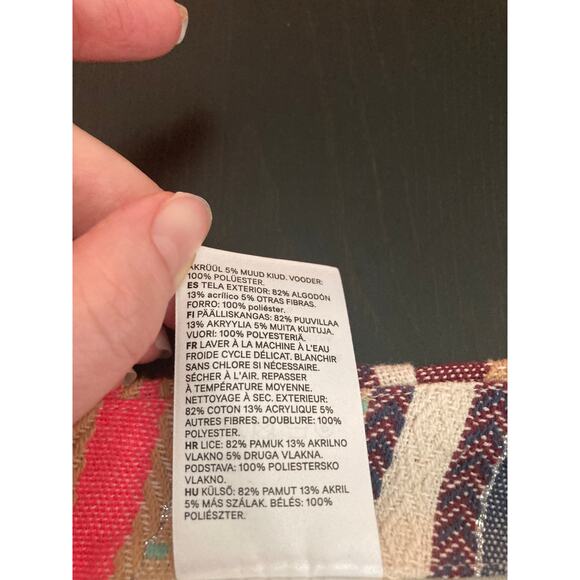 AKRÜÜL 5% MUUD KIUD. VOODER:
100% POLÜESTER.
ES TELA EXTERIOR: 82% ALGODÓN
13% acrílico 5% OTRAS FIBRAS.
FORRO: 100% poliéster.
FI PÄÄLLISKANGAS: 82% PUUVILLAA
13% AKRYYLIA 5% MUITA KUITUJA.
VUORI: 100% POLYESTERIÄ.
FR LAVER À LA MACHINE À L'EAU
FROIDE CYCLE DÉLICAT. BLANCHIR
SANS CHLORE SI NÉCESSAIRE.
SÉCHER À L'AIR. REPASSER
À TEMPÉRATURE MOYENNE.
NETTOYAGE À SEC. EXTERIEUR:
82% COTON 13% ACRYLIQUE 5%
AUTRES FIBRES. DOUBLURE: 100%
POLYESTER.
HR LICE: 82% PAMUK 13% AKRILNO
VLAKNO 5% DRUGA VLAKNA.
PODSTAVA: 100% POLIESTERSKO
VLAKNO.
HU KÜLSŐ: 82% PAMUT 13% AKRIL
5% MÁS SZÁLAK. BÉLÉS: 100%
POLIÉSZTER.